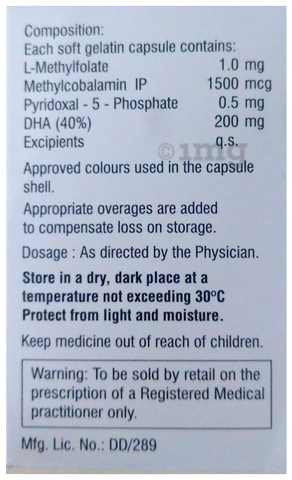 Composition:
Each soft gelatin capsule contains:
L-Methylfolate 1.0 mg
Methylcobalamin IP 1500 mcg
Pyridoxal - 5 - Phosphate 0.5 mg
DHA (40%) 200 mg
Excipients q.s.
© 1mg
Approved colours used in the capsule
shell.
Appropriate overages are added
to compensate loss on storage.
Dosage : As directed by the Physician.
Store in a dry, dark place at a
temperature not exceeding 30°C
Protect from light and moisture.
Keep medicine out of reach of children.
Warning: To be sold by retail on the
prescription of a Registered Medical
practitioner only.
Mfg. Lic. No.: DD/289